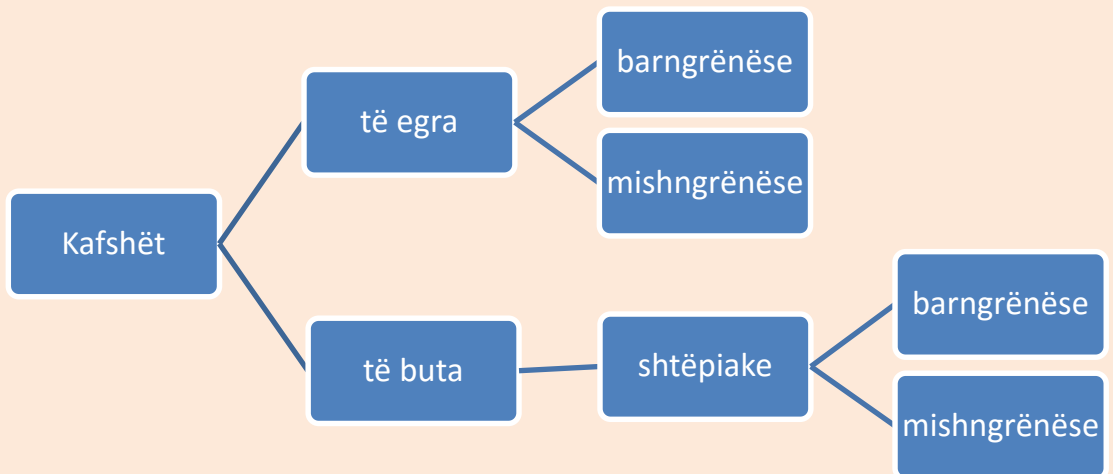 Kafshët
të egra
barngrënëse
mishngrënëse
të buta
shtëpiake
barngrënëse
mishngrënëse